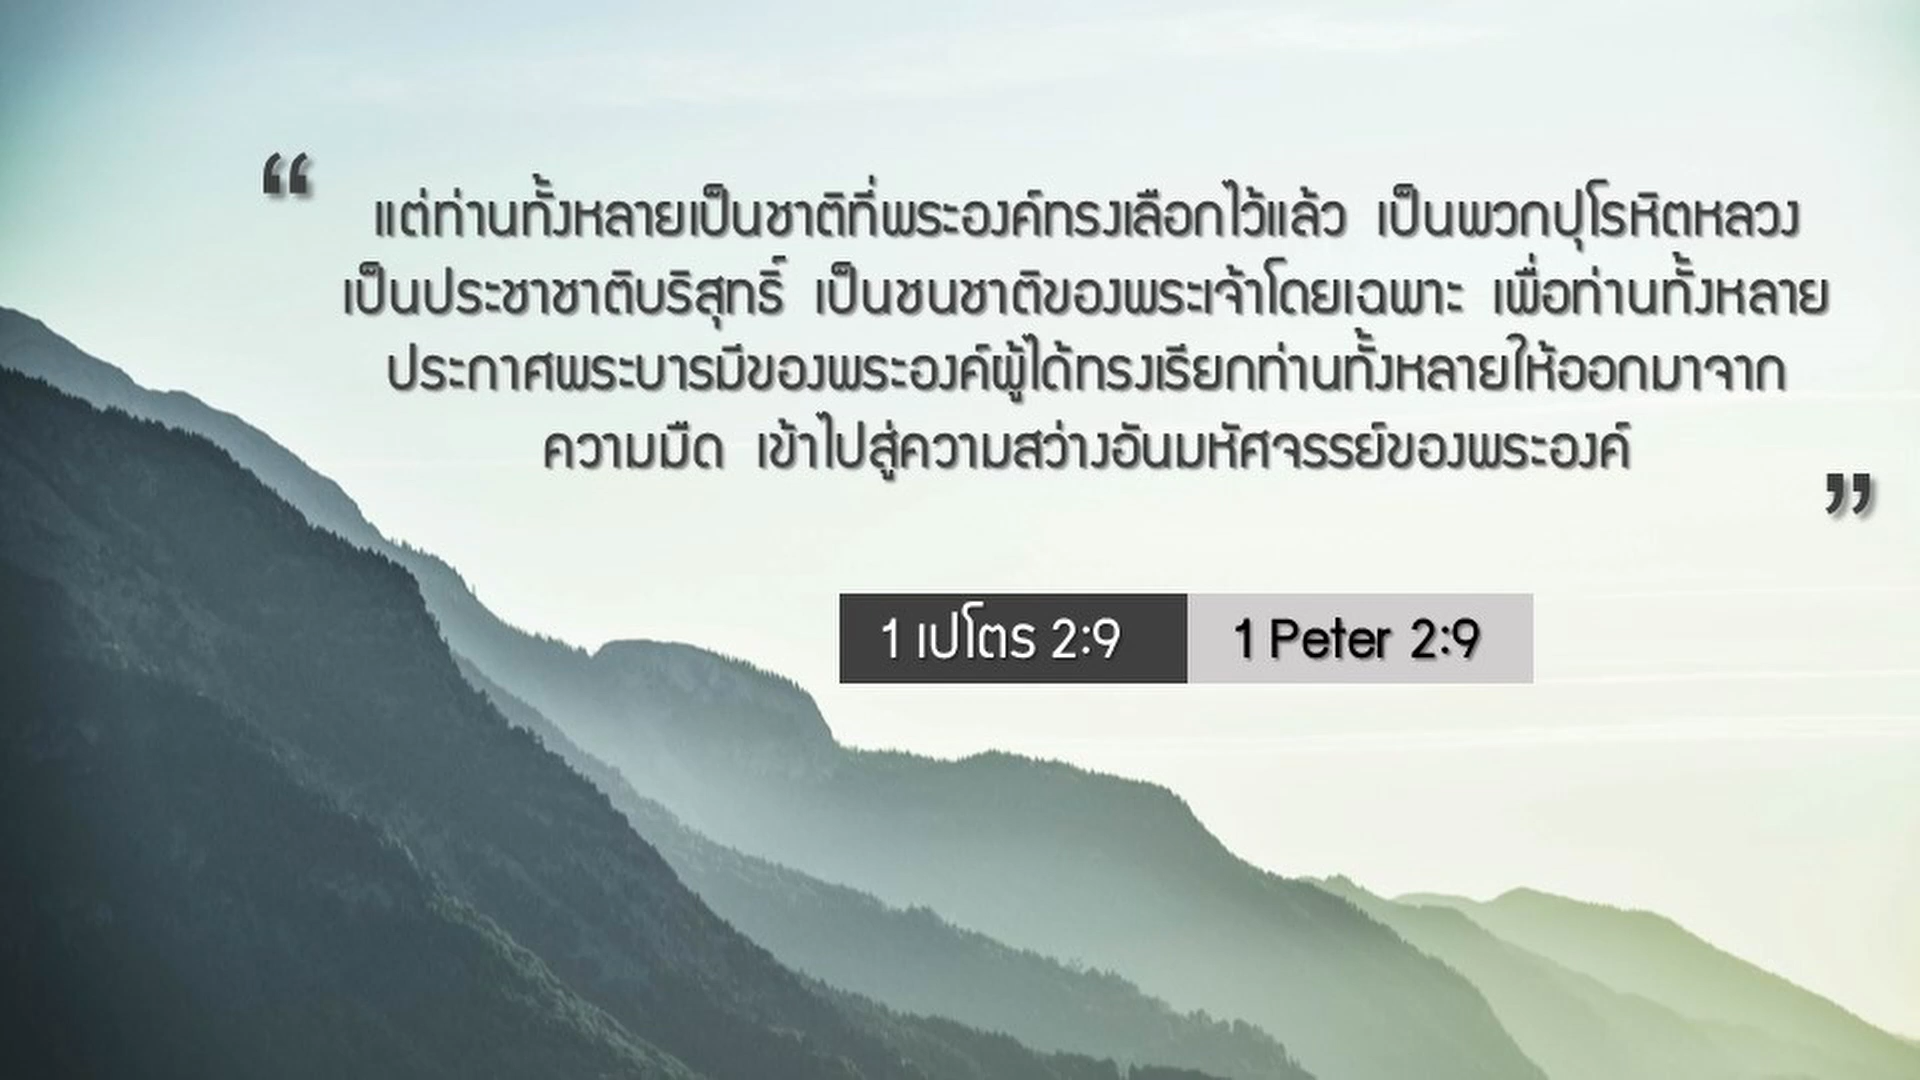 “
แต่ท่านทั้งหลายเป็นชาติที่พระองค์ทรงเลือกไว้แล้ว เป็นพวกปุโรหิตหลวง
เป็นประชาชาติบริสุทธิ์ เป็นชนชาติของพระเจ้าโดยเฉพาะ เพื่อท่านทั้งหลาย
ประกาศพระบารมีของพระองค์ผู้ได้ทรงเรียกท่านทั้งหลายให้ออกมาจาก
ความมืด เข้าไปสู่ความสว่างอันมหัศจรรย์ของพระองค์
”
1 เปโตร 2:9 1 Peter 2:9